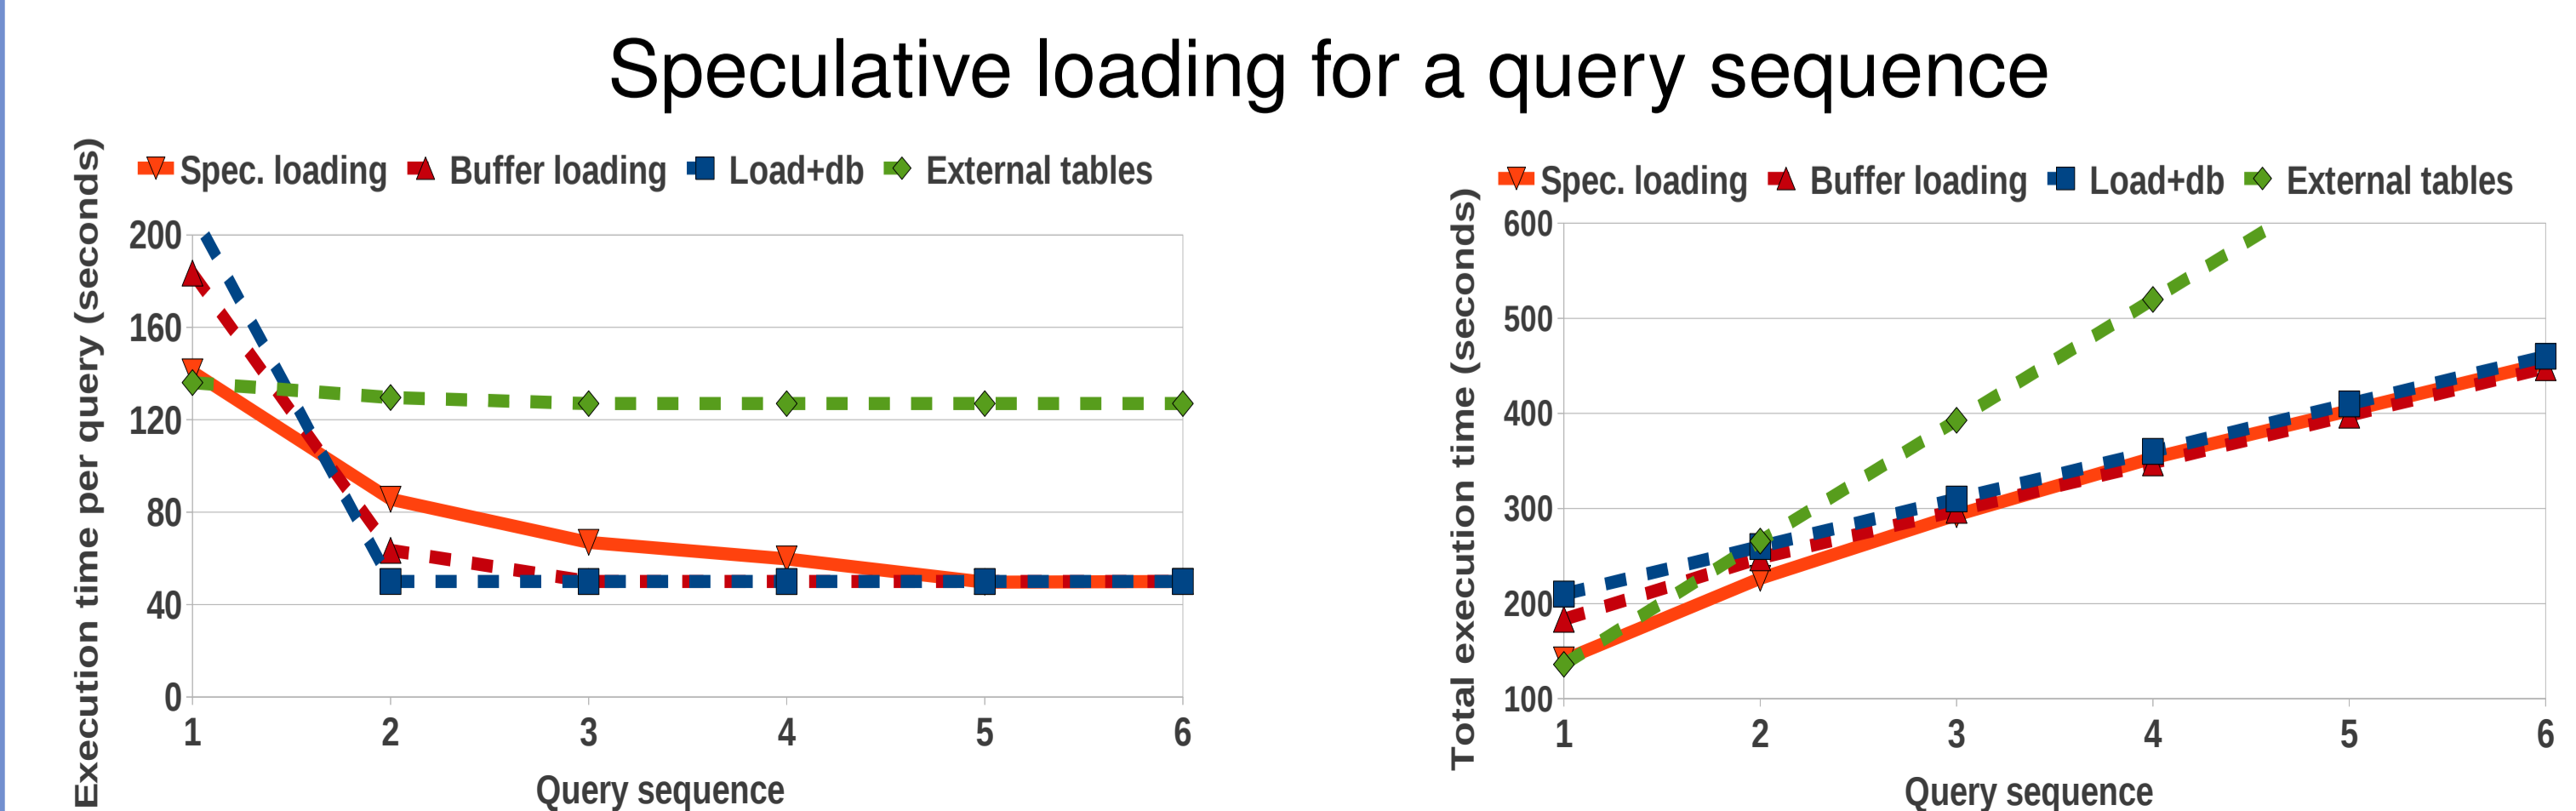 Speculative loading for a query sequence
Spec. loading Buffer loading Load+db External tables
Execution time per query (seconds)
200
160
120
80
40
0
1 2 3 4 5 6
Query sequence
Spec. loading Buffer loading Load+db External tables
Total execution time (seconds)
600
500
400
300
200
100
1 2 3 4 5 6
Query sequence